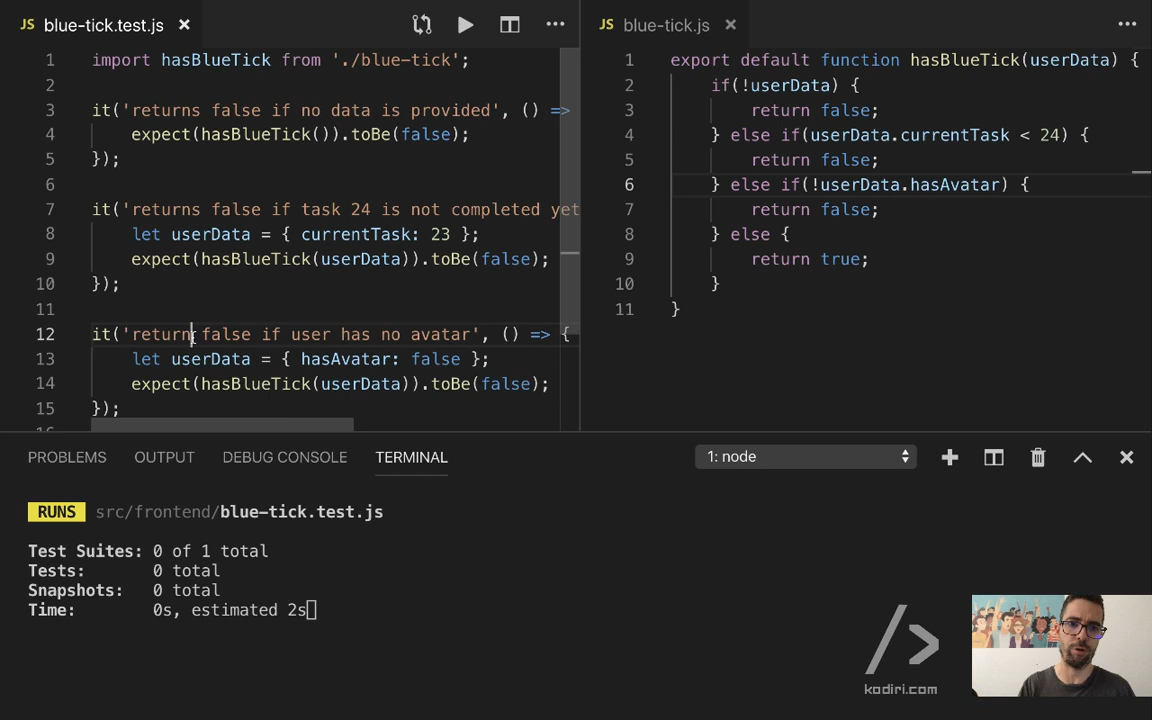 JS blue-tick.test.js ×
1 import hasBlueTick from './blue-tick';
2
3 it('returns false if no data is provided', () =>
4 expect(hasBlueTick()).toBe(false);
5 });
6
7 it('returns false if task 24 is not completed yet
8 let userData = { currentTask: 23 };
9 expect(hasBlueTick(userData)).toBe(false);
10 });
11
12 it('return false if user has no avatar', () => {
13 let userData = { hasAvatar: false };
14 expect(hasBlueTick(userData)).toBe(false);
15 });
JS blue-tick.js ×
1 export default function hasBlueTick(userData) {
2 if(!userData) {
3 return false;
4 } else if(userData.currentTask < 24) {
5 return false;
6 } else if(!userData.hasAvatar) {
7 return false;
8 } else {
9 return true;
10 }
11 }
PROBLEMS OUTPUT DEBUG CONSOLE TERMINAL 1: node
RUNS src/frontend/blue-tick.test.js
Test Suites: 0 of 1 total
Tests: 0 total
Snapshots: 0 total
Time: 0s, estimated 2s
kodiri.com